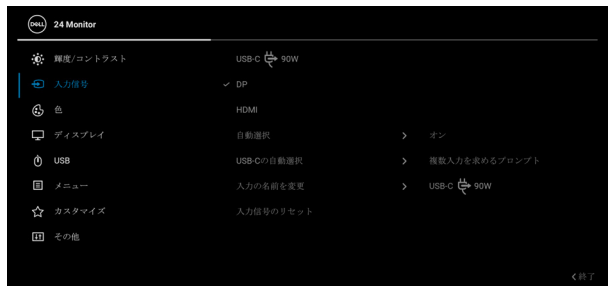 DELL 24 Monitor
輝度/コントラスト USB-C 90W
入力信号 ✓ DP
色 HDMI
ディスプレイ 自動選択 > オン
USB USB-Cの自動選択 > 複数入力を求めるプロンプト
メニュー 入力の名前を変更 > USB-C 90W
カスタマイズ 入力信号のリセット
その他
<終了